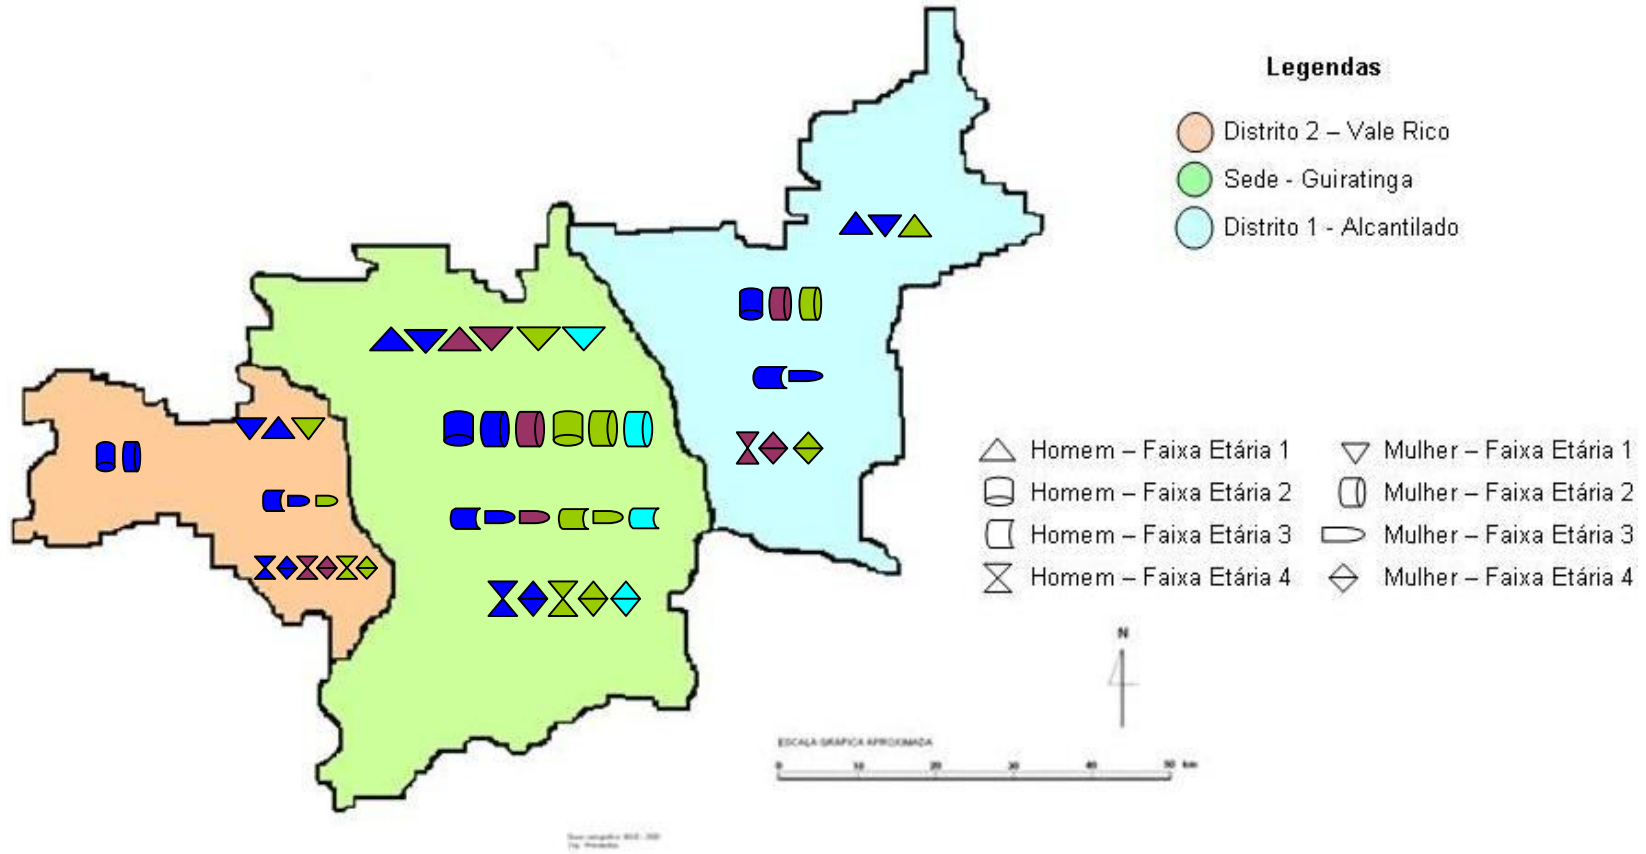 Legendas
Distrito 2 – Vale Rico
Sede - Guiratinga
Distrito 1 - Alcantilado
Homem – Faixa Etária 1
Mulher – Faixa Etária 1
Homem – Faixa Etária 2
Mulher – Faixa Etária 2
Homem – Faixa Etária 3
Mulher – Faixa Etária 3
Homem – Faixa Etária 4
Mulher – Faixa Etária 4
N
ESCALA GRÁFICA APROXIMADA
0 10 20 30 40 50 km